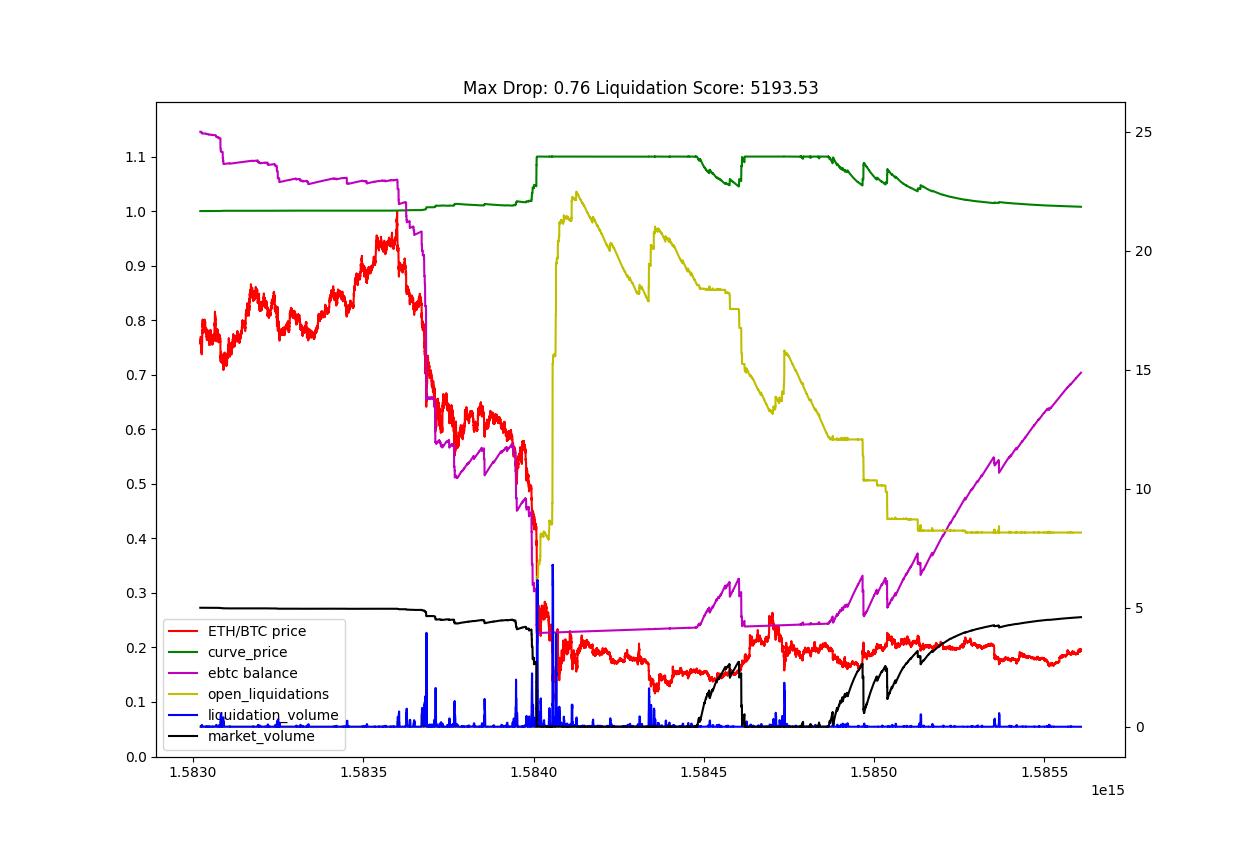 Max Drop: 0.76 Liquidation Score: 5193.53
1.1
1.0
0.9
0.8
0.7
0.6
0.5
0.4
0.3
0.2
0.1
0.0
25
20
15
10
5
0
ETH/BTC price
curve_price
ebtc balance
open_liquidations
liquidation_volume
market_volume
1.5830 1.5835 1.5840 1.5845 1.5850 1.5855
1e15